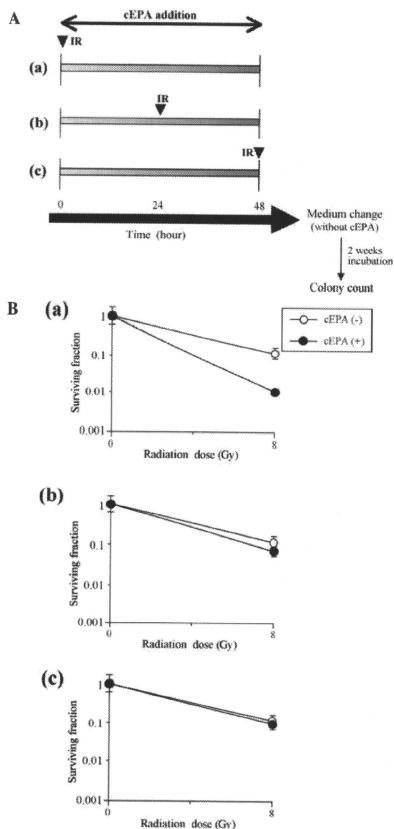 A
cEPA addition
IR
(a)
IR
(b)
IR
(c)
0 24 48
Time (hour)
Medium change
(without cEPA)
2 weeks
incubation
Colony count
B (a)
cEPA (-)
cEPA (+)
1
0.1
0.01
0.001
Surviving fraction
0 8
Radiation dose (Gy)
(b)
1
0.1
0.01
0.001
Surviving fraction
0 8
Radiation dose (Gy)
(c)
1
0.1
0.01
0.001
Surviving fraction
0 8
Radiation dose (Gy)